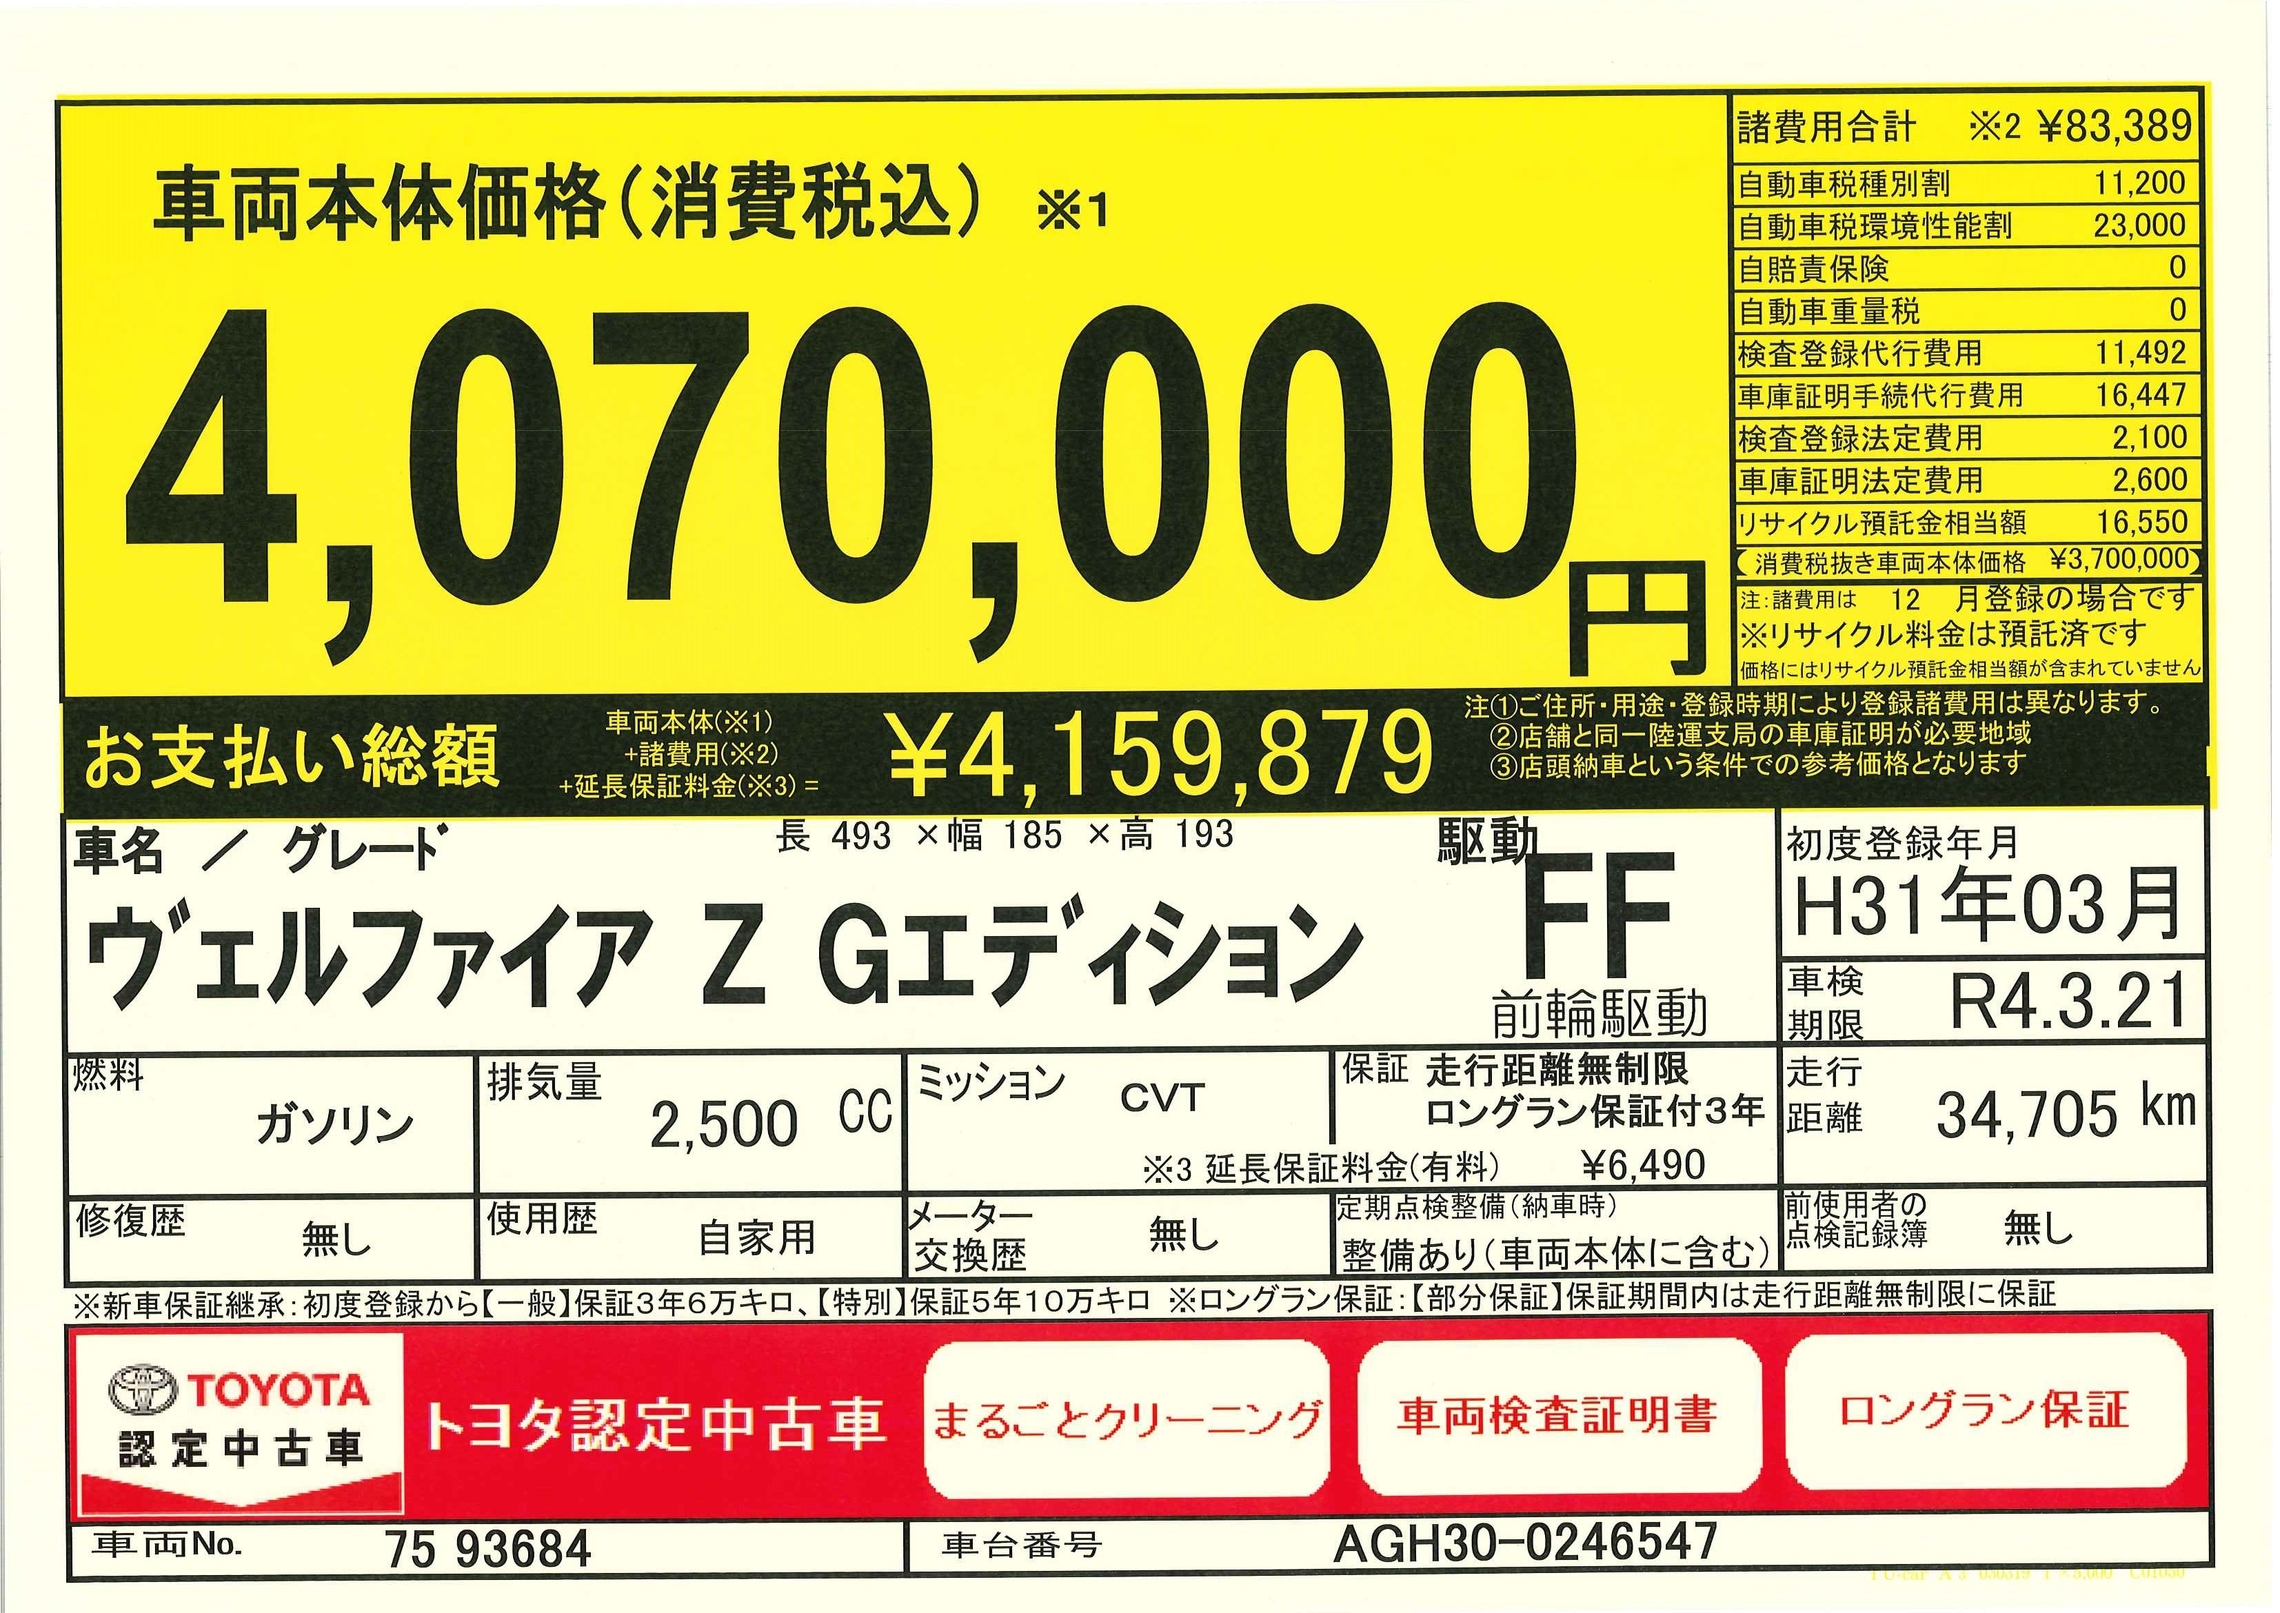 車両本体価格(消費税込) ※1
4,070,000円
諸費用合計 ※2 ¥83,389
自動車税種別割 11,200
自動車税環境性能割 23,000
自賠責保険 0
自動車重量税 0
検査登録代行費用 11,492
車庫証明手続代行費用 16,447
検査登録法定費用 2,100
車庫証明法定費用 2,600
リサイクル預託金相当額 16,550
(消費税抜き車両本体価格 ¥3,700,000)
注:諸費用は 12 月登録の場合です
※リサイクル料金は預託済です
価格にはリサイクル預託金相当額が含まれていません
お支払い総額
車両本体(※1)
+諸費用(※2)
+延長保証料金(※3)=
¥4,159,879
注①ご住所・用途・登録時期により登録諸費用は異なります。
②店舗と同一陸運支局の車庫証明が必要地域
③店頭納車という条件での参考価格となります
車名 / グレード
長 493 ×幅 185 ×高 193
ヴェルファイア Z Gエディション
駆動
FF
前輪駆動
初度登録年月
H31年03月
車検期限 R4.3.21
燃料 ガソリン
排気量 2,500 CC
ミッション CVT
保証 走行距離無制限
ロングラン保証付3年
※3 延長保証料金(有料) ¥6,490
走行距離 34,705 km
修復歴 無し
使用歴 自家用
メーター交換歴 無し
定期点検整備(納車時)
整備あり(車両本体に含む)
前使用者の点検記録簿 無し
※新車保証継承:初度登録から【一般】保証3年6万キロ、【特別】保証5年10万キロ ※ロングラン保証:【部分保証】保証期間内は走行距離無制限に保証
TOYOTA
認定中古車
トヨタ認定中古車
まるごとクリーニング
車両検査証明書
ロングラン保証
車両No. 75 93684
車台番号 AGH30-0246547